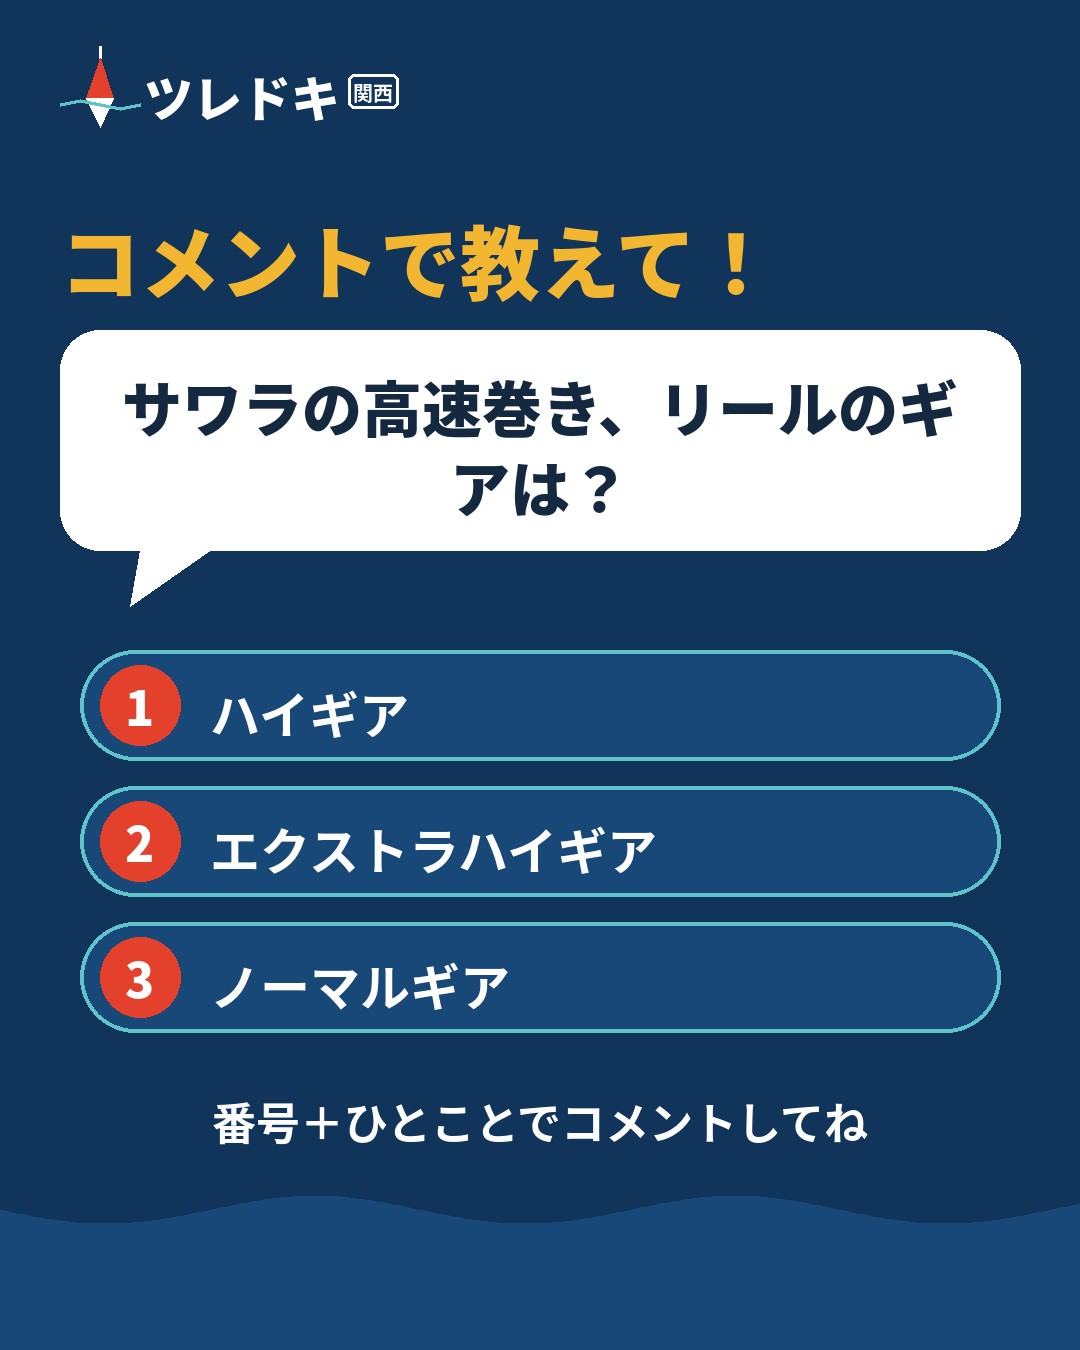 ツレドキ 関西
コメントで教えて！
サワラの高速巻き、リールのギ
アは？
1 ハイギア
2 エクストラハイギア
3 ノーマルギア
番号＋ひとことでコメントしてね